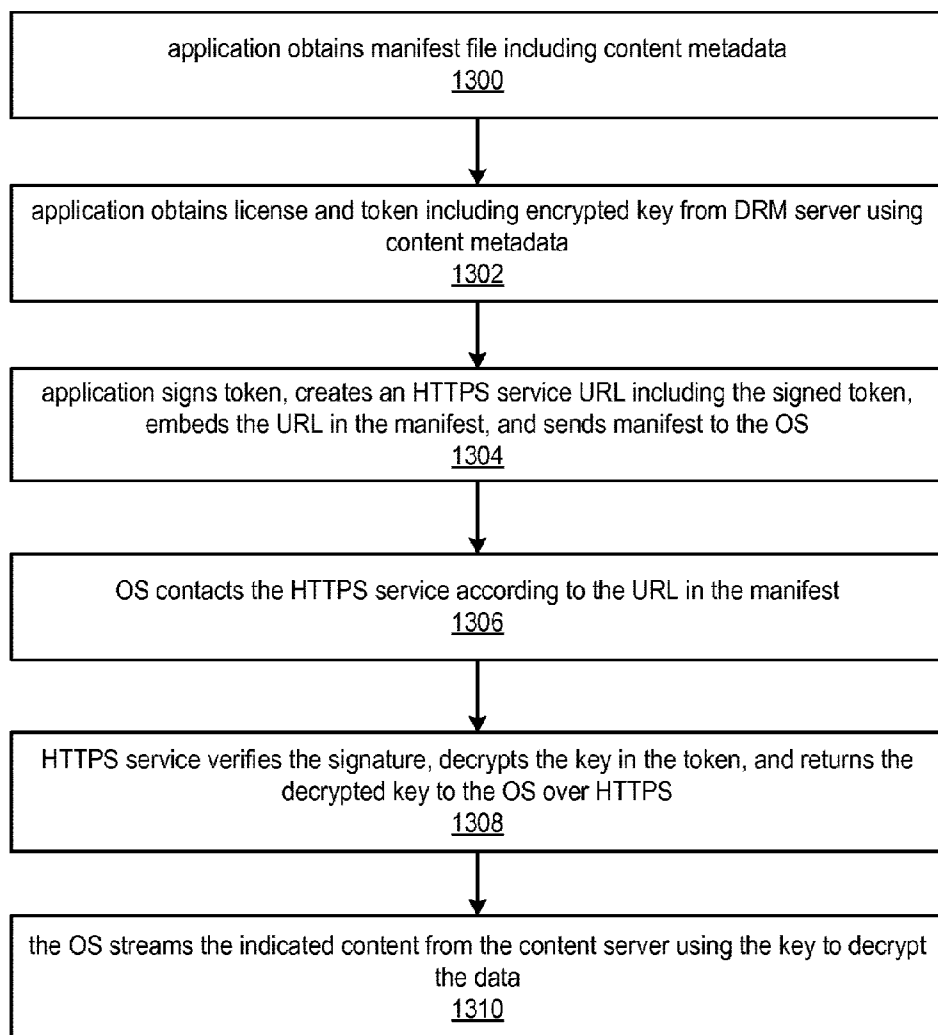 application obtains manifest file including content metadata
1300
application obtains license and token including encrypted key from DRM server using
content metadata
1302
application signs token, creates an HTTPS service URL including the signed token,
embeds the URL in the manifest, and sends manifest to the OS
1304
OS contacts the HTTPS service according to the URL in the manifest
1306
HTTPS service verifies the signature, decrypts the key in the token, and returns the
decrypted key to the OS over HTTPS
1308
the OS streams the indicated content from the content server using the key to decrypt
the data
1310